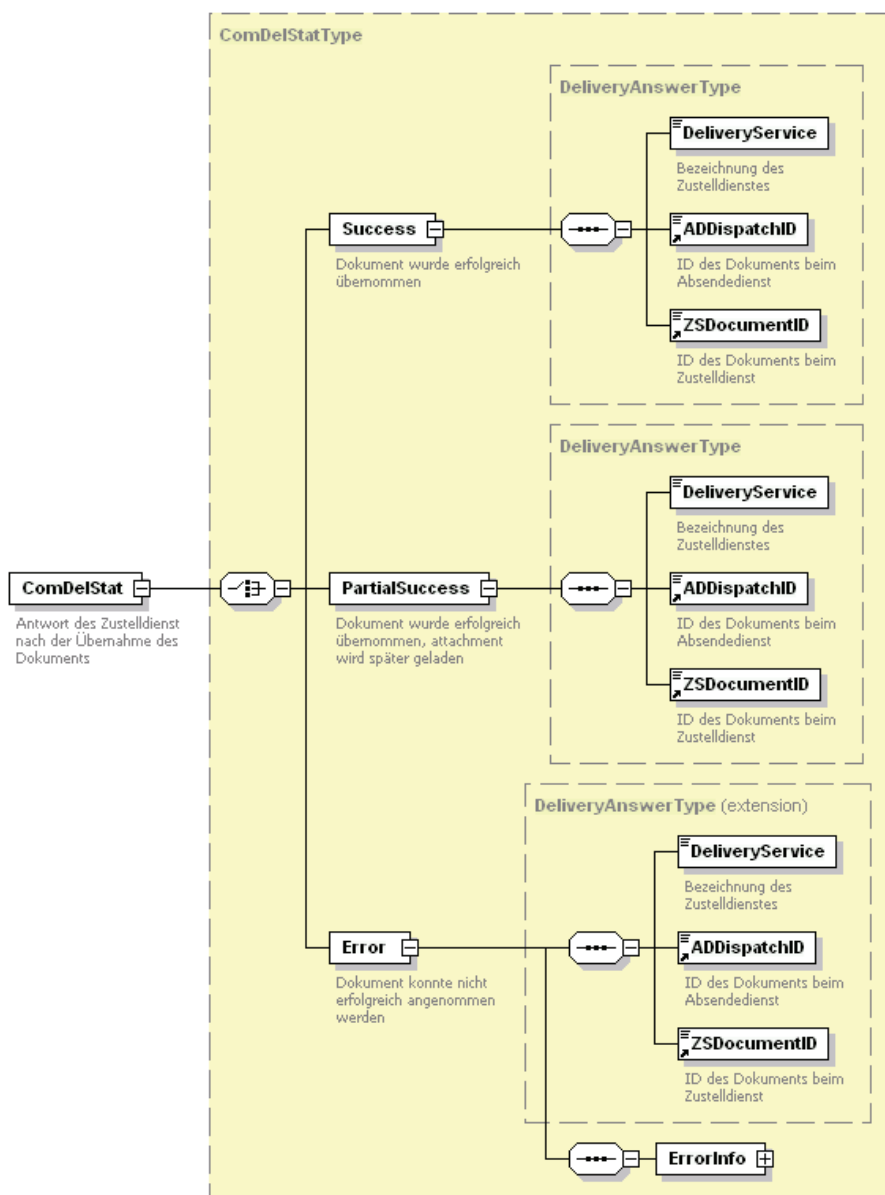 ComDelStatType
DeliveryAnswerType
DeliveryService
Bezeichnung des
Zustelldienstes
Success
Dokument wurde erfolgreich
übernommen
ADDispatchID
ID des Dokuments beim
Absendedienst
ZSDocumentID
ID des Dokuments beim
Zustelldienst
DeliveryAnswerType
DeliveryService
Bezeichnung des
Zustelldienstes
ComDelStat
Antwort des Zustelldienst
nach der Übernahme des
Dokuments
PartialSuccess
Dokument wurde erfolgreich
übernommen, attachment
wird später geladen
ADDispatchID
ID des Dokuments beim
Absendedienst
ZSDocumentID
ID des Dokuments beim
Zustelldienst
DeliveryAnswerType (extension)
DeliveryService
Bezeichnung des
Zustelldienstes
Error
Dokument konnte nicht
erfolgreich angenommen
werden
ADDispatchID
ID des Dokuments beim
Absendedienst
ZSDocumentID
ID des Dokuments beim
Zustelldienst
ErrorInfo